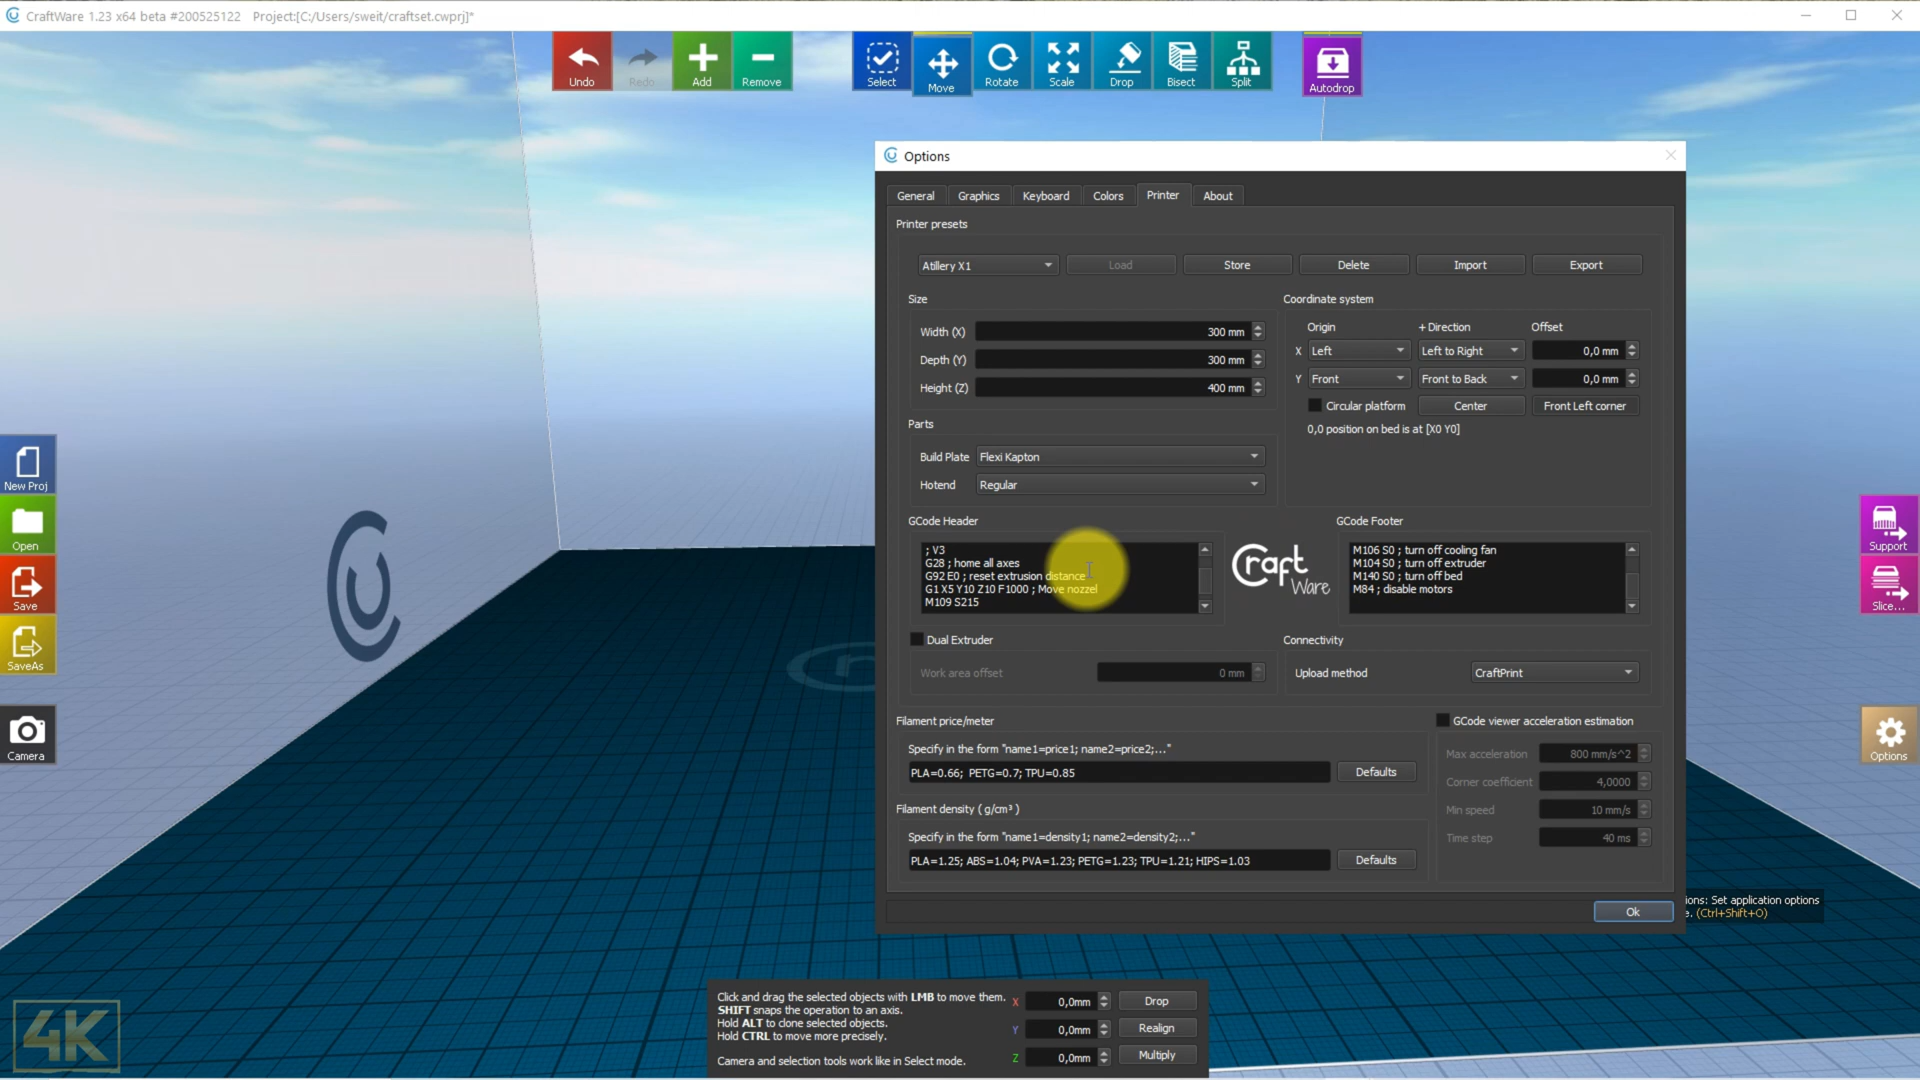 CraftWare 1.23 x64 beta #200525122 Project:[C:/Users/sweit/craftset.cwprj]*
Undo
Redo
Add
Remove
Select
Move
Rotate
Scale
Drop
Bisect
Split
Autodrop
New Proj
Open
Save
SaveAs
Camera
Support
Slice...
Options
Options
General
Graphics
Keyboard
Colors
Printer
About
Printer presets
Atillery X1
Load
Store
Delete
Import
Export
Size
Width (X) 300 mm
Depth (Y) 300 mm
Height (Z) 400 mm
Coordinate system
Origin + Direction Offset
X Left Left to Right 0,0 mm
Y Front Front to Back 0,0 mm
Circular platform Center Front Left corner
0,0 position on bed is at [X0 Y0]
Parts
Build Plate Flexi Kapton
Hotend Regular
GCode Header
; V3
G28 ; home all axes
G92 E0 ; reset extrusion distance
G1 X5 Y10 Z10 F1000 ; Move nozzel
M109 S215
Craft
Ware
GCode Footer
M106 S0 ; turn off cooling fan
M104 S0 ; turn off extruder
M140 S0 ; turn off bed
M84 ; disable motors
Dual Extruder
Work area offset 0 mm
Connectivity
Upload method CraftPrint
Filament price/meter
Specify in the form "name1=price1; name2=price2;..."
PLA=0.66; PETG=0.7; TPU=0.85
Defaults
Filament density ( g/cm³ )
Specify in the form "name1=density1; name2=density2;..."
PLA=1.25; ABS=1.04; PVA=1.23; PETG=1.23; TPU=1.21; HIPS=1.03
Defaults
GCode viewer acceleration estimation
Max acceleration 800 mm/s^2
Corner coefficient 4,0000
Min speed 10 mm/s
Time step 40 ms
Ok
ions: Set application options
e. (Ctrl+Shift+O)
Click and drag the selected objects with LMB to move them.
SHIFT snaps the operation to an axis.
Hold ALT to clone selected objects.
Hold CTRL to move more precisely.
Camera and selection tools work like in Select mode.
X 0,0mm Drop
Y 0,0mm Realign
Z 0,0mm Multiply
4K